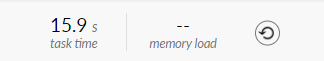 15.9 s
task time
--
memory load